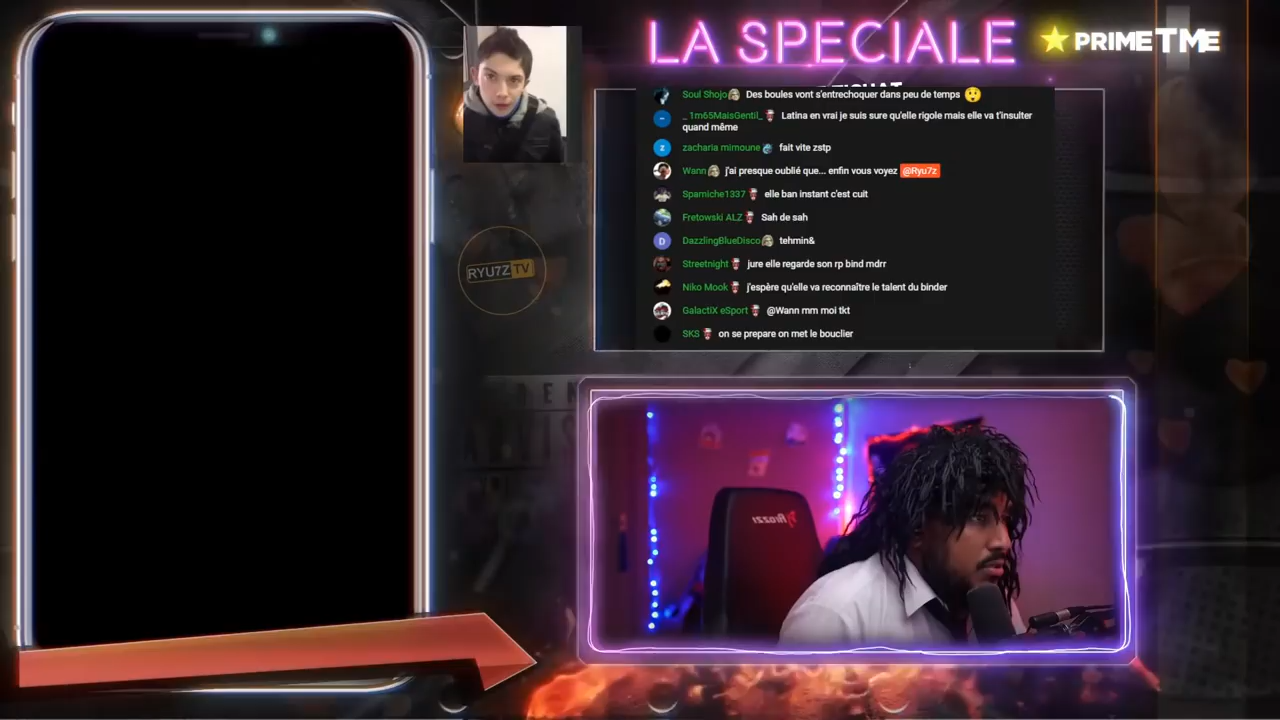 LA SPECIALE
PRIMETME
Soul Shojo Des boules vont s'entrechoquer dans peu de temps
_ 1m65MaisGentil_ Latina en vrai je suis sure qu'elle rigole mais elle va t'insulter
quand même
zacharia mimoune fait vite zstp
Wann j'ai presque oublié que... enfin vous voyez @Ryu7z
Spamiche1337 elle ban instant c'est cuit
Fretowski ALZ Sah de sah
D DazzlingBlueDisco tehmin&
Streetnight jure elle regarde son rp bind mdrr
Niko Mook j'espère qu'elle va reconnaître le talent du binder
GalactiX eSport @Wann mm moi tkt
SKS on se prepare on met le bouclier
RYU7Z TV
Arozzi